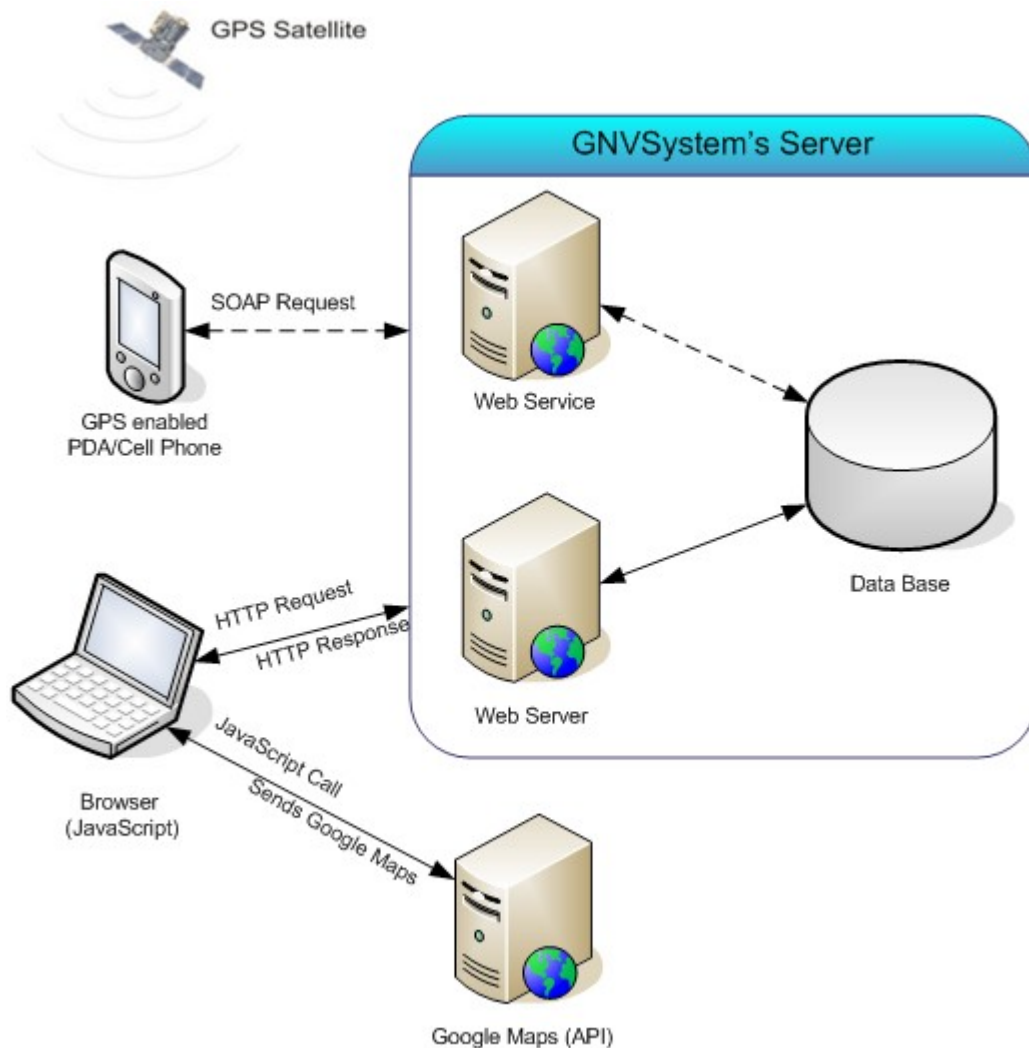 GPS Satellite
GNVSystem's Server
SOAP Request
Web Service
GPS enabled
PDA/Cell Phone
Data Base
HTTP Request
HTTP Response
Web Server
JavaScript Call
Sends Google Maps
Browser
(JavaScript)
Google Maps (API)